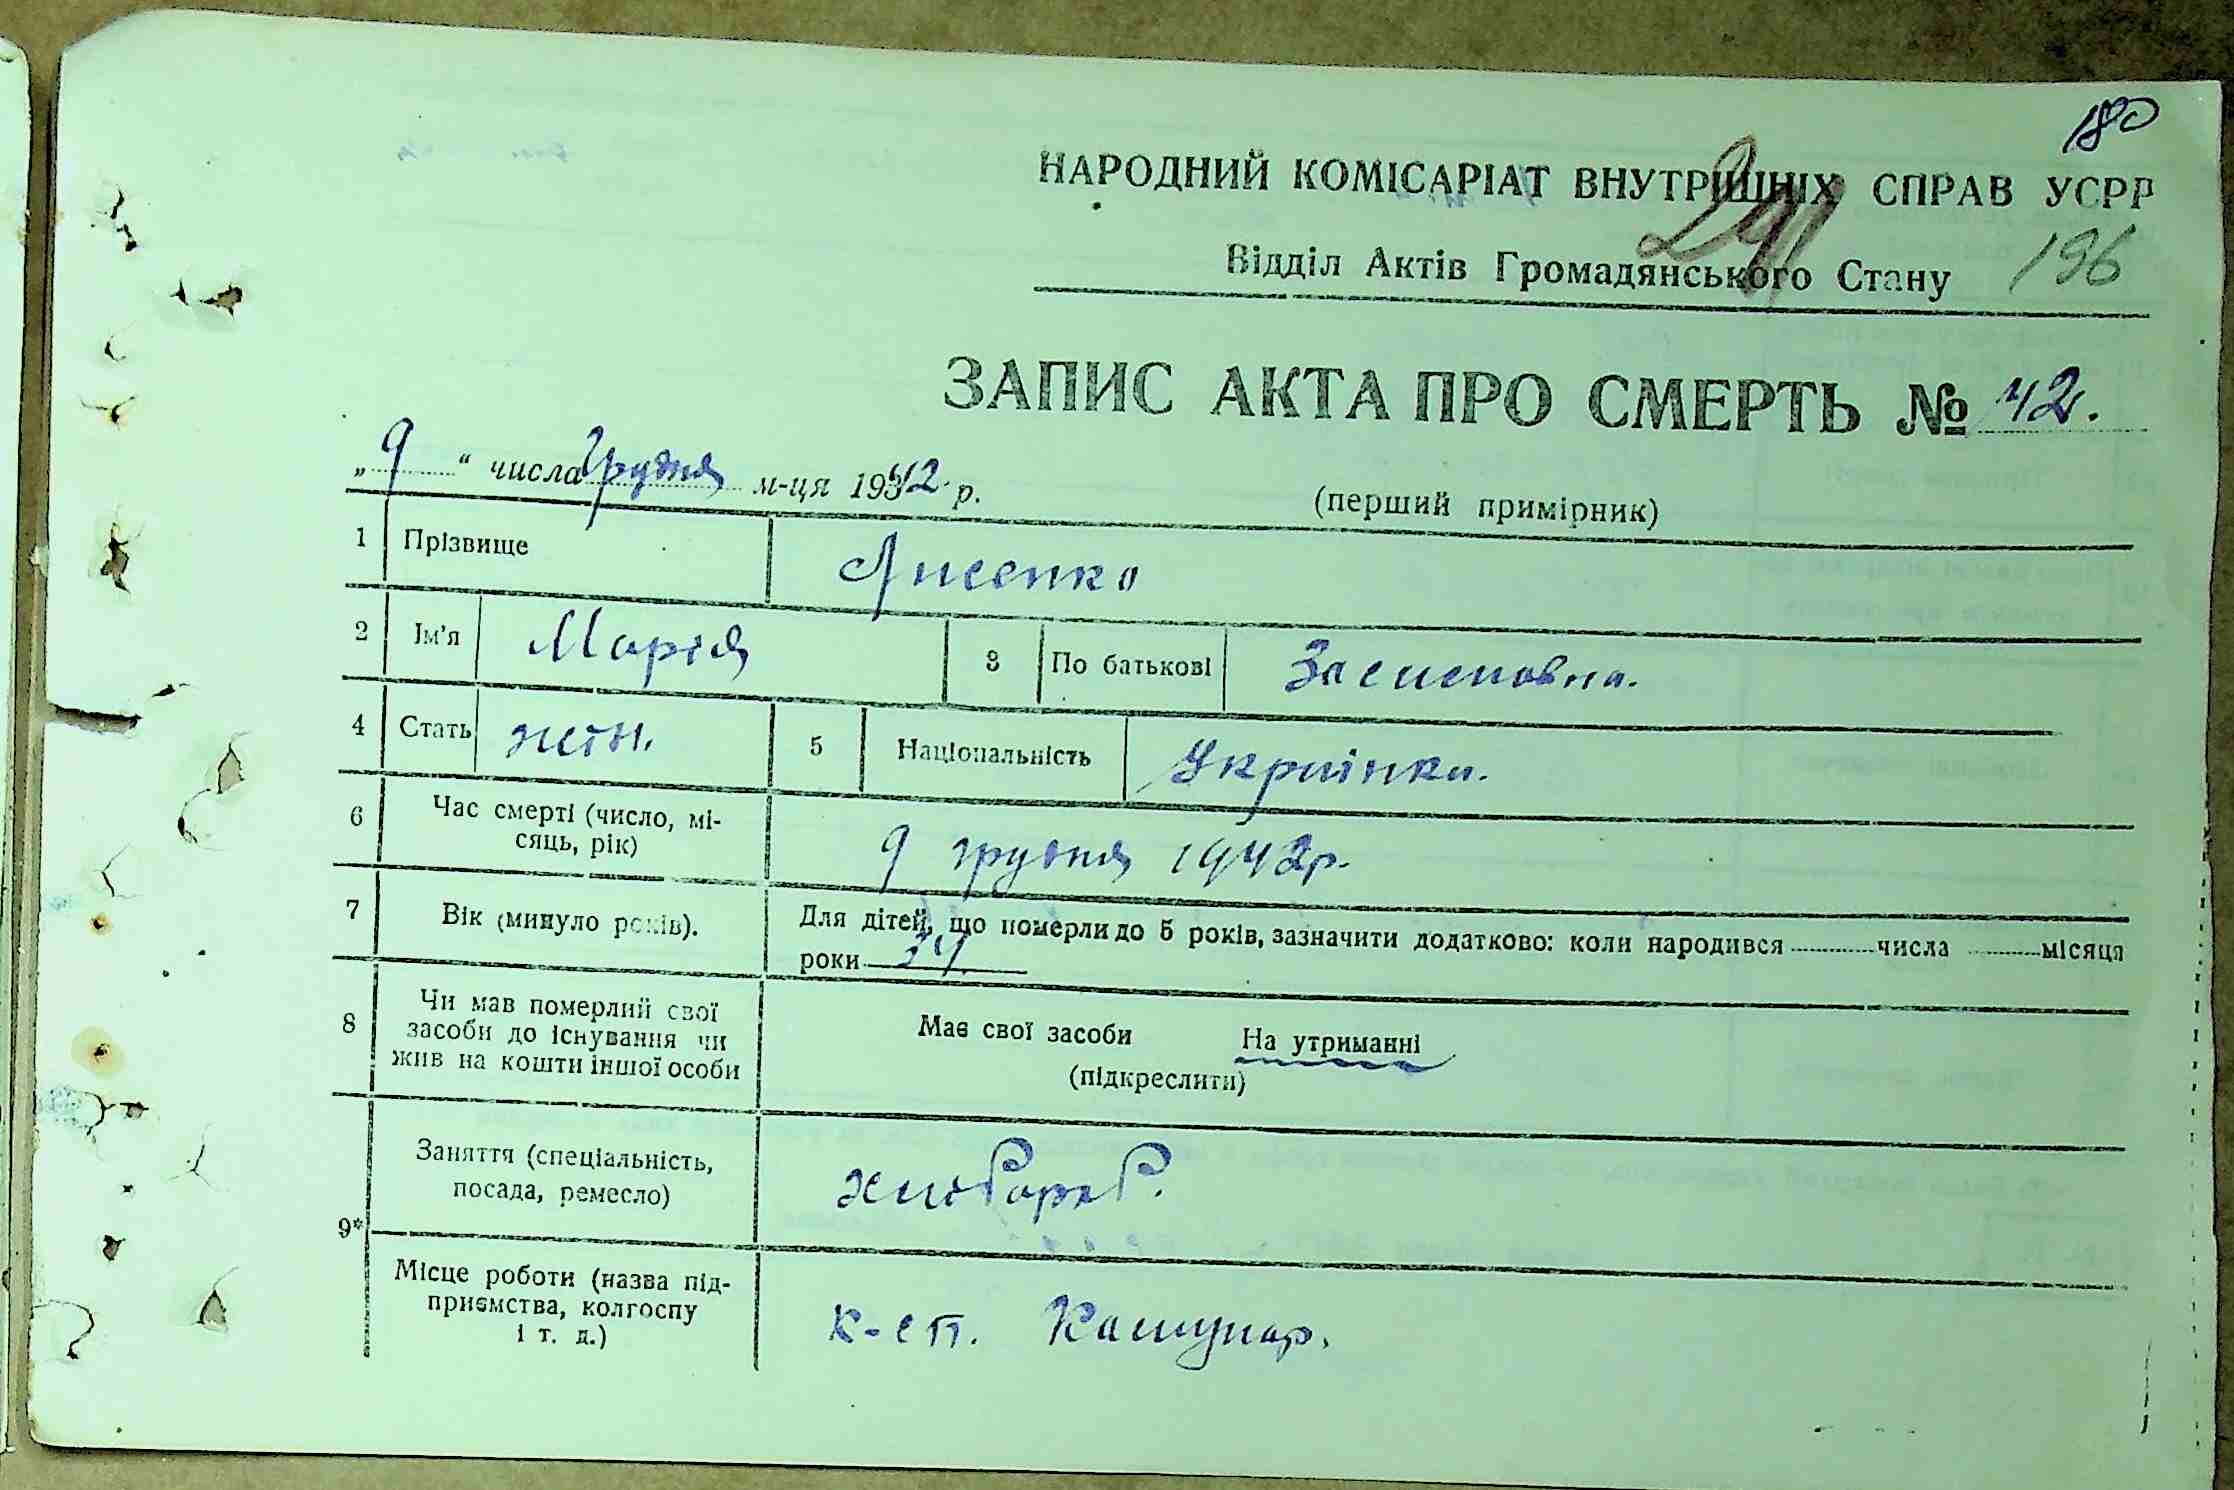 180
НАРОДНИЙ КОМІСАРІАТ ВНУТРІШНІХ СПРАВ УСРР
Відділ Актів Громадянського Стану 196
ЗАПИС АКТА ПРО СМЕРТЬ № 42.
„ 9 “ числа Грудня м-ця 1942 р.
(перший примірник)
1 Прізвище Лисенко
2 Ім'я Марія 3 По батькові
4 Стать жін. 5 Національність Українка.
6 Час смерті (число, мі-
сяць, рік) 9 грудня 1942р.
7 Вік (минуло років). Для дітей, що померли до 5 років, зазначити додатково: коли народився числа місяця
роки 34
8 Чи мав померлий свої
засоби до існування чи
жив на кошти іншої особи
Має свої засоби На утриманні
(підкреслити)
9*
Заняття (спеціальність,
посада, ремесло) хлібороб.
Місце роботи (назва під-
приємства, колгоспу
і т. д.) к-сп.